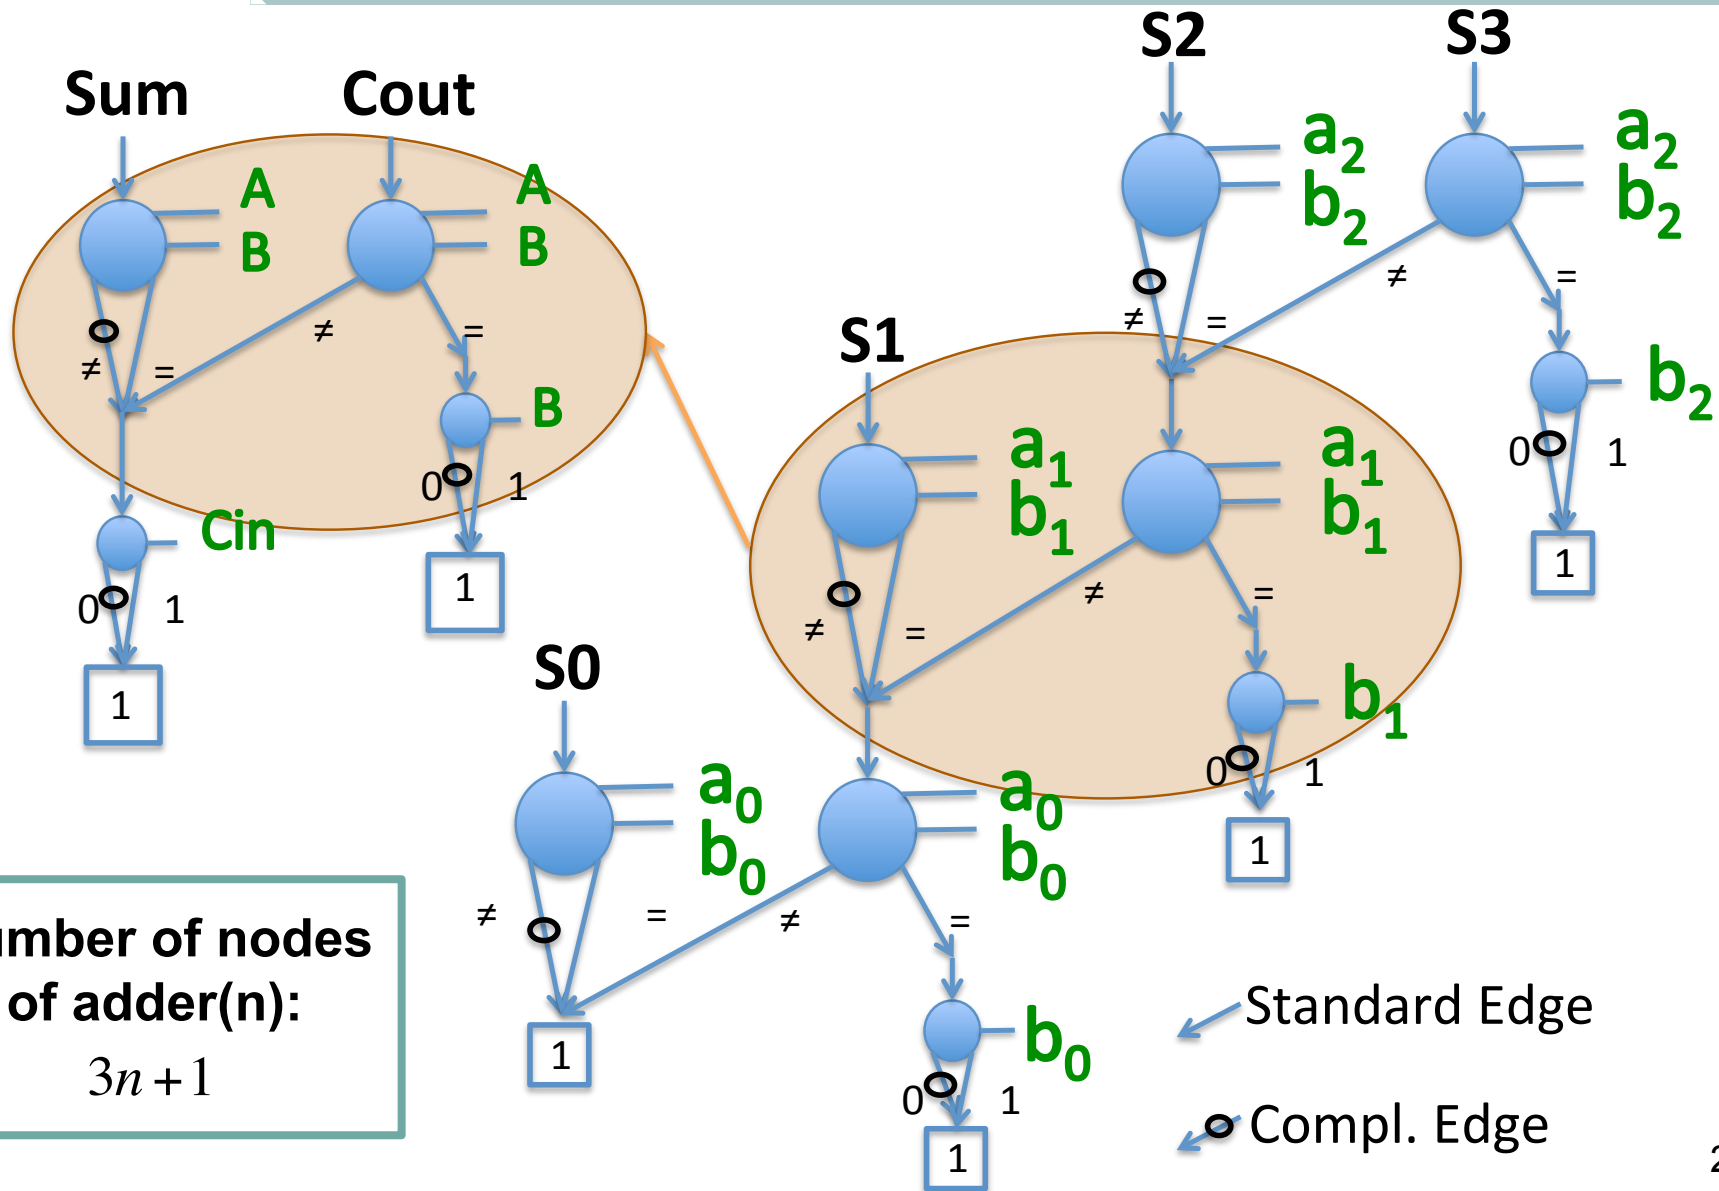 Sum
Cout
A
B
A
B
≠
=
≠
=
B
0
1
Cin
0
1
1
1
S2
S3
a2
b2
a2
b2
≠
=
≠
=
b2
0
1
1
S1
a1
b1
a1
b1
≠
=
≠
=
b1
0
1
1
S0
a0
b0
a0
b0
≠
=
≠
=
b0
0
1
1
1
of nodes
of adder(n):
3n + 1
Standard Edge
Compl. Edge